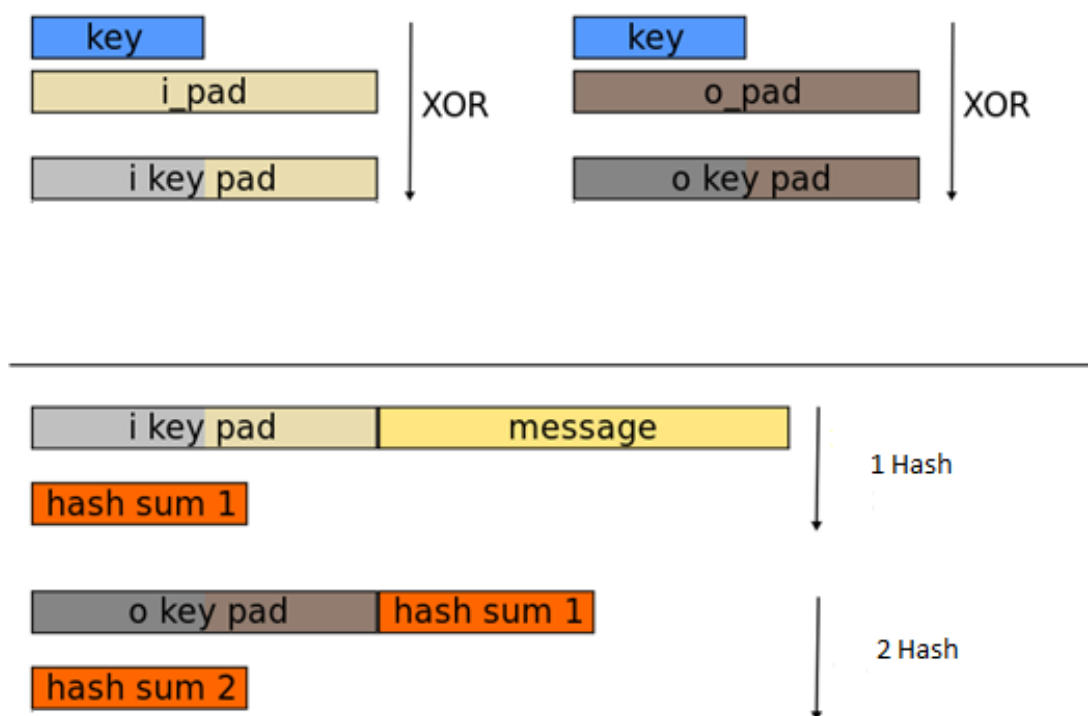 key
key
i_pad
o_pad
XOR
XOR
i key pad
o key pad
i key pad
message
1 Hash
hash sum 1
o key pad
hash sum 1
2 Hash
hash sum 2